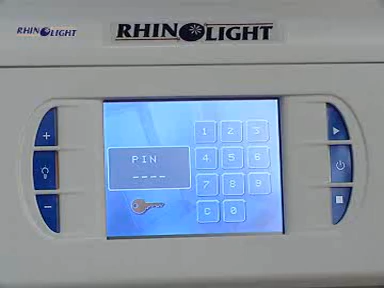 RHINOLIGHT
RHINOLIGHT
PIN
----
1 2 3
4 5 6
7 8 9
C 0
+
-